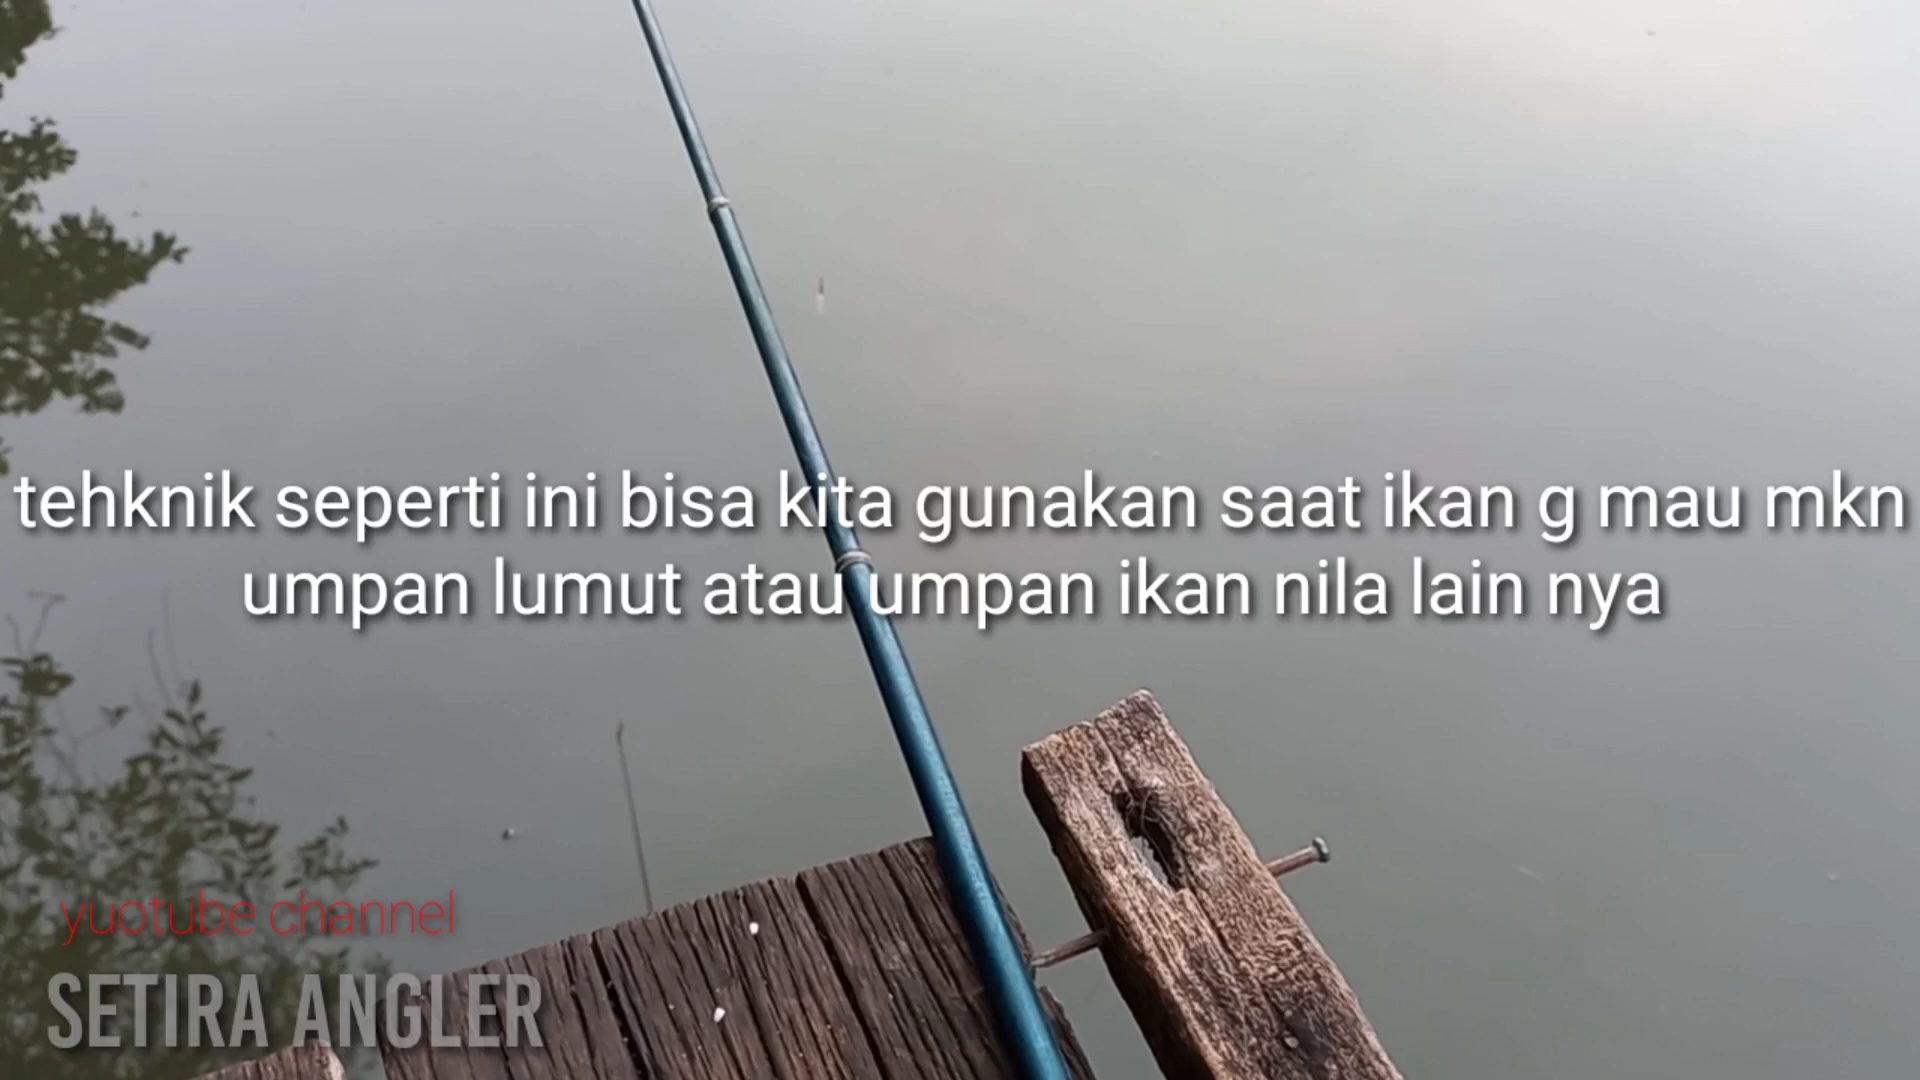 tehknik seperti ini bisa kita gunakan saat ikan g mau mkn
umpan lumut atau umpan ikan nila lain nya
yuotube channel
SETIRA ANGLER